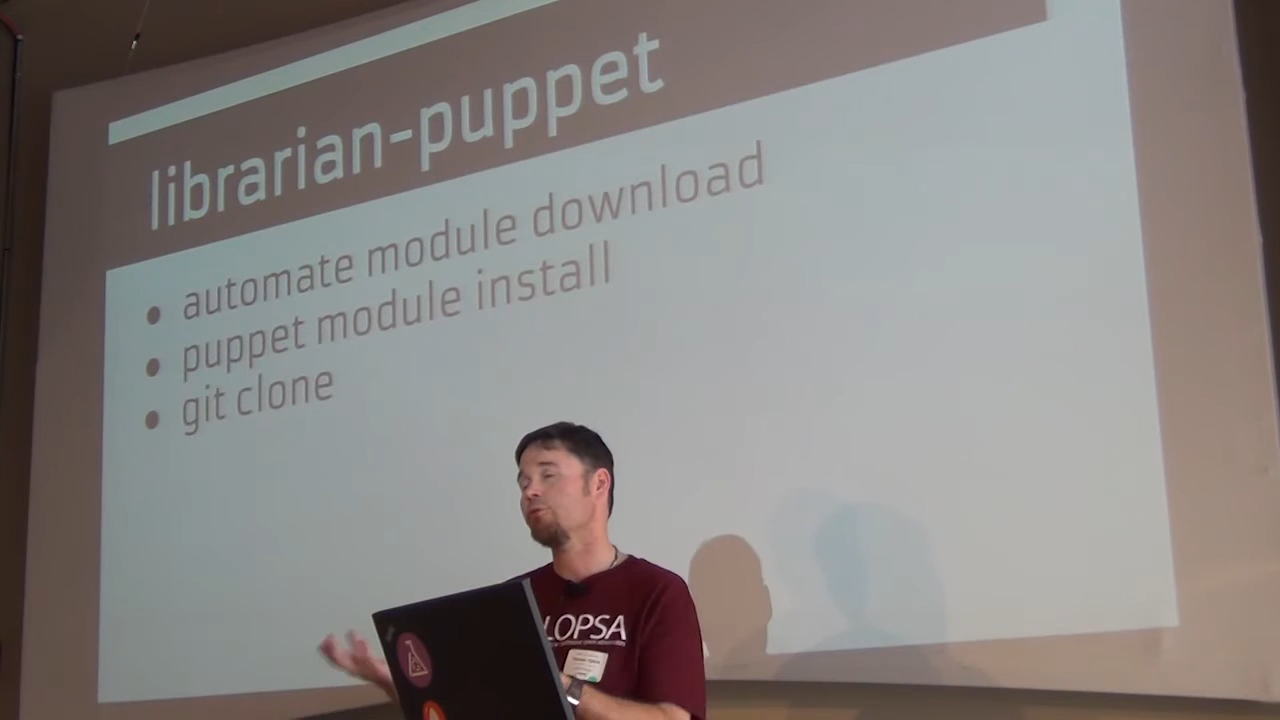 librarian-puppet
● automate module download
● puppet module install
● git clone
LOPSA